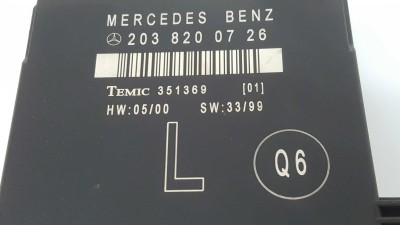 MERCEDES BENZ
203 820 07 26
TEMIC 351369 [01]
HW:05/00 SW:33/99
L
Q6